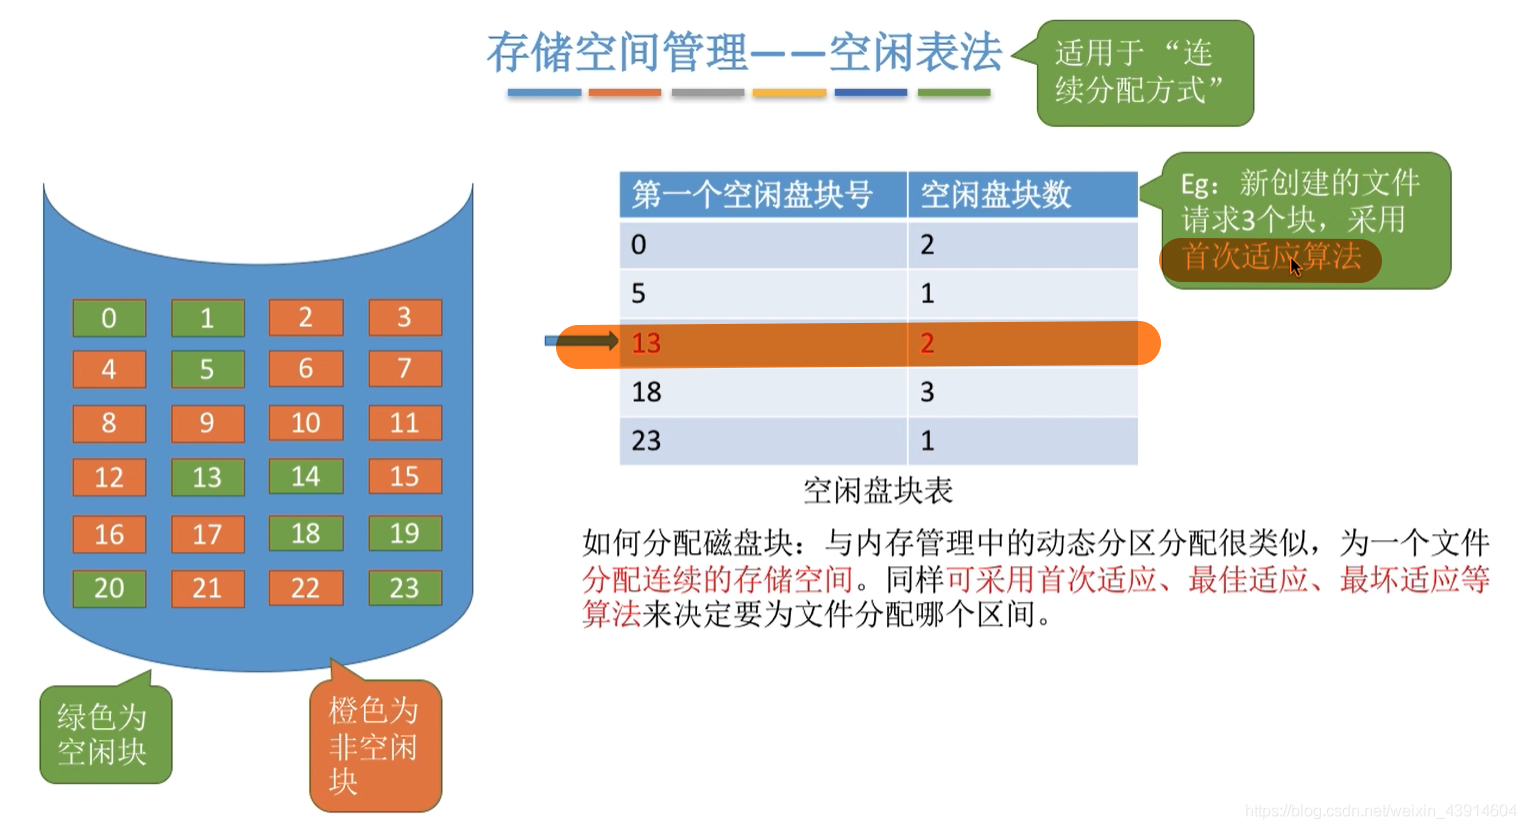 存储空间管理——空闲表法
适用于“连
续分配方式”
第一个空闲盘块号 空闲盘块数
0 2
5 1
13 2
18 3
23 1
空闲盘块表
Eg：新创建的文件
请求3个块，采用
首次适应算法
0 1 2 3
4 5 6 7
8 9 10 11
12 13 14 15
16 17 18 19
20 21 22 23
如何分配磁盘块：与内存管理中的动态分区分配很类似，为一个文件
分配连续的存储空间。同样可采用首次适应、最佳适应、最坏适应等
算法来决定要为文件分配哪个区间。
绿色为
空闲块
橙色为
非空闲
块
https://blog.csdn.net/weixin_43914604